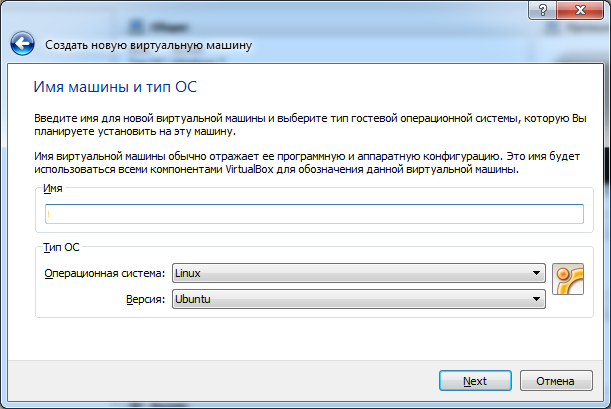 Общие
Создать новую виртуальную машину
Имя машины и тип ОС
Введите имя для новой виртуальной машины и выберите тип гостевой операционной системы, которую Вы
планируете установить на эту машину.
Имя виртуальной машины обычно отражает ее программную и аппаратную конфигурацию. Это имя будет
использоваться всеми компонентами VirtualBox для обозначения данной виртуальной машины.
Имя
Тип ОС
Операционная система: Linux
Версия: Ubuntu
Next Отмена